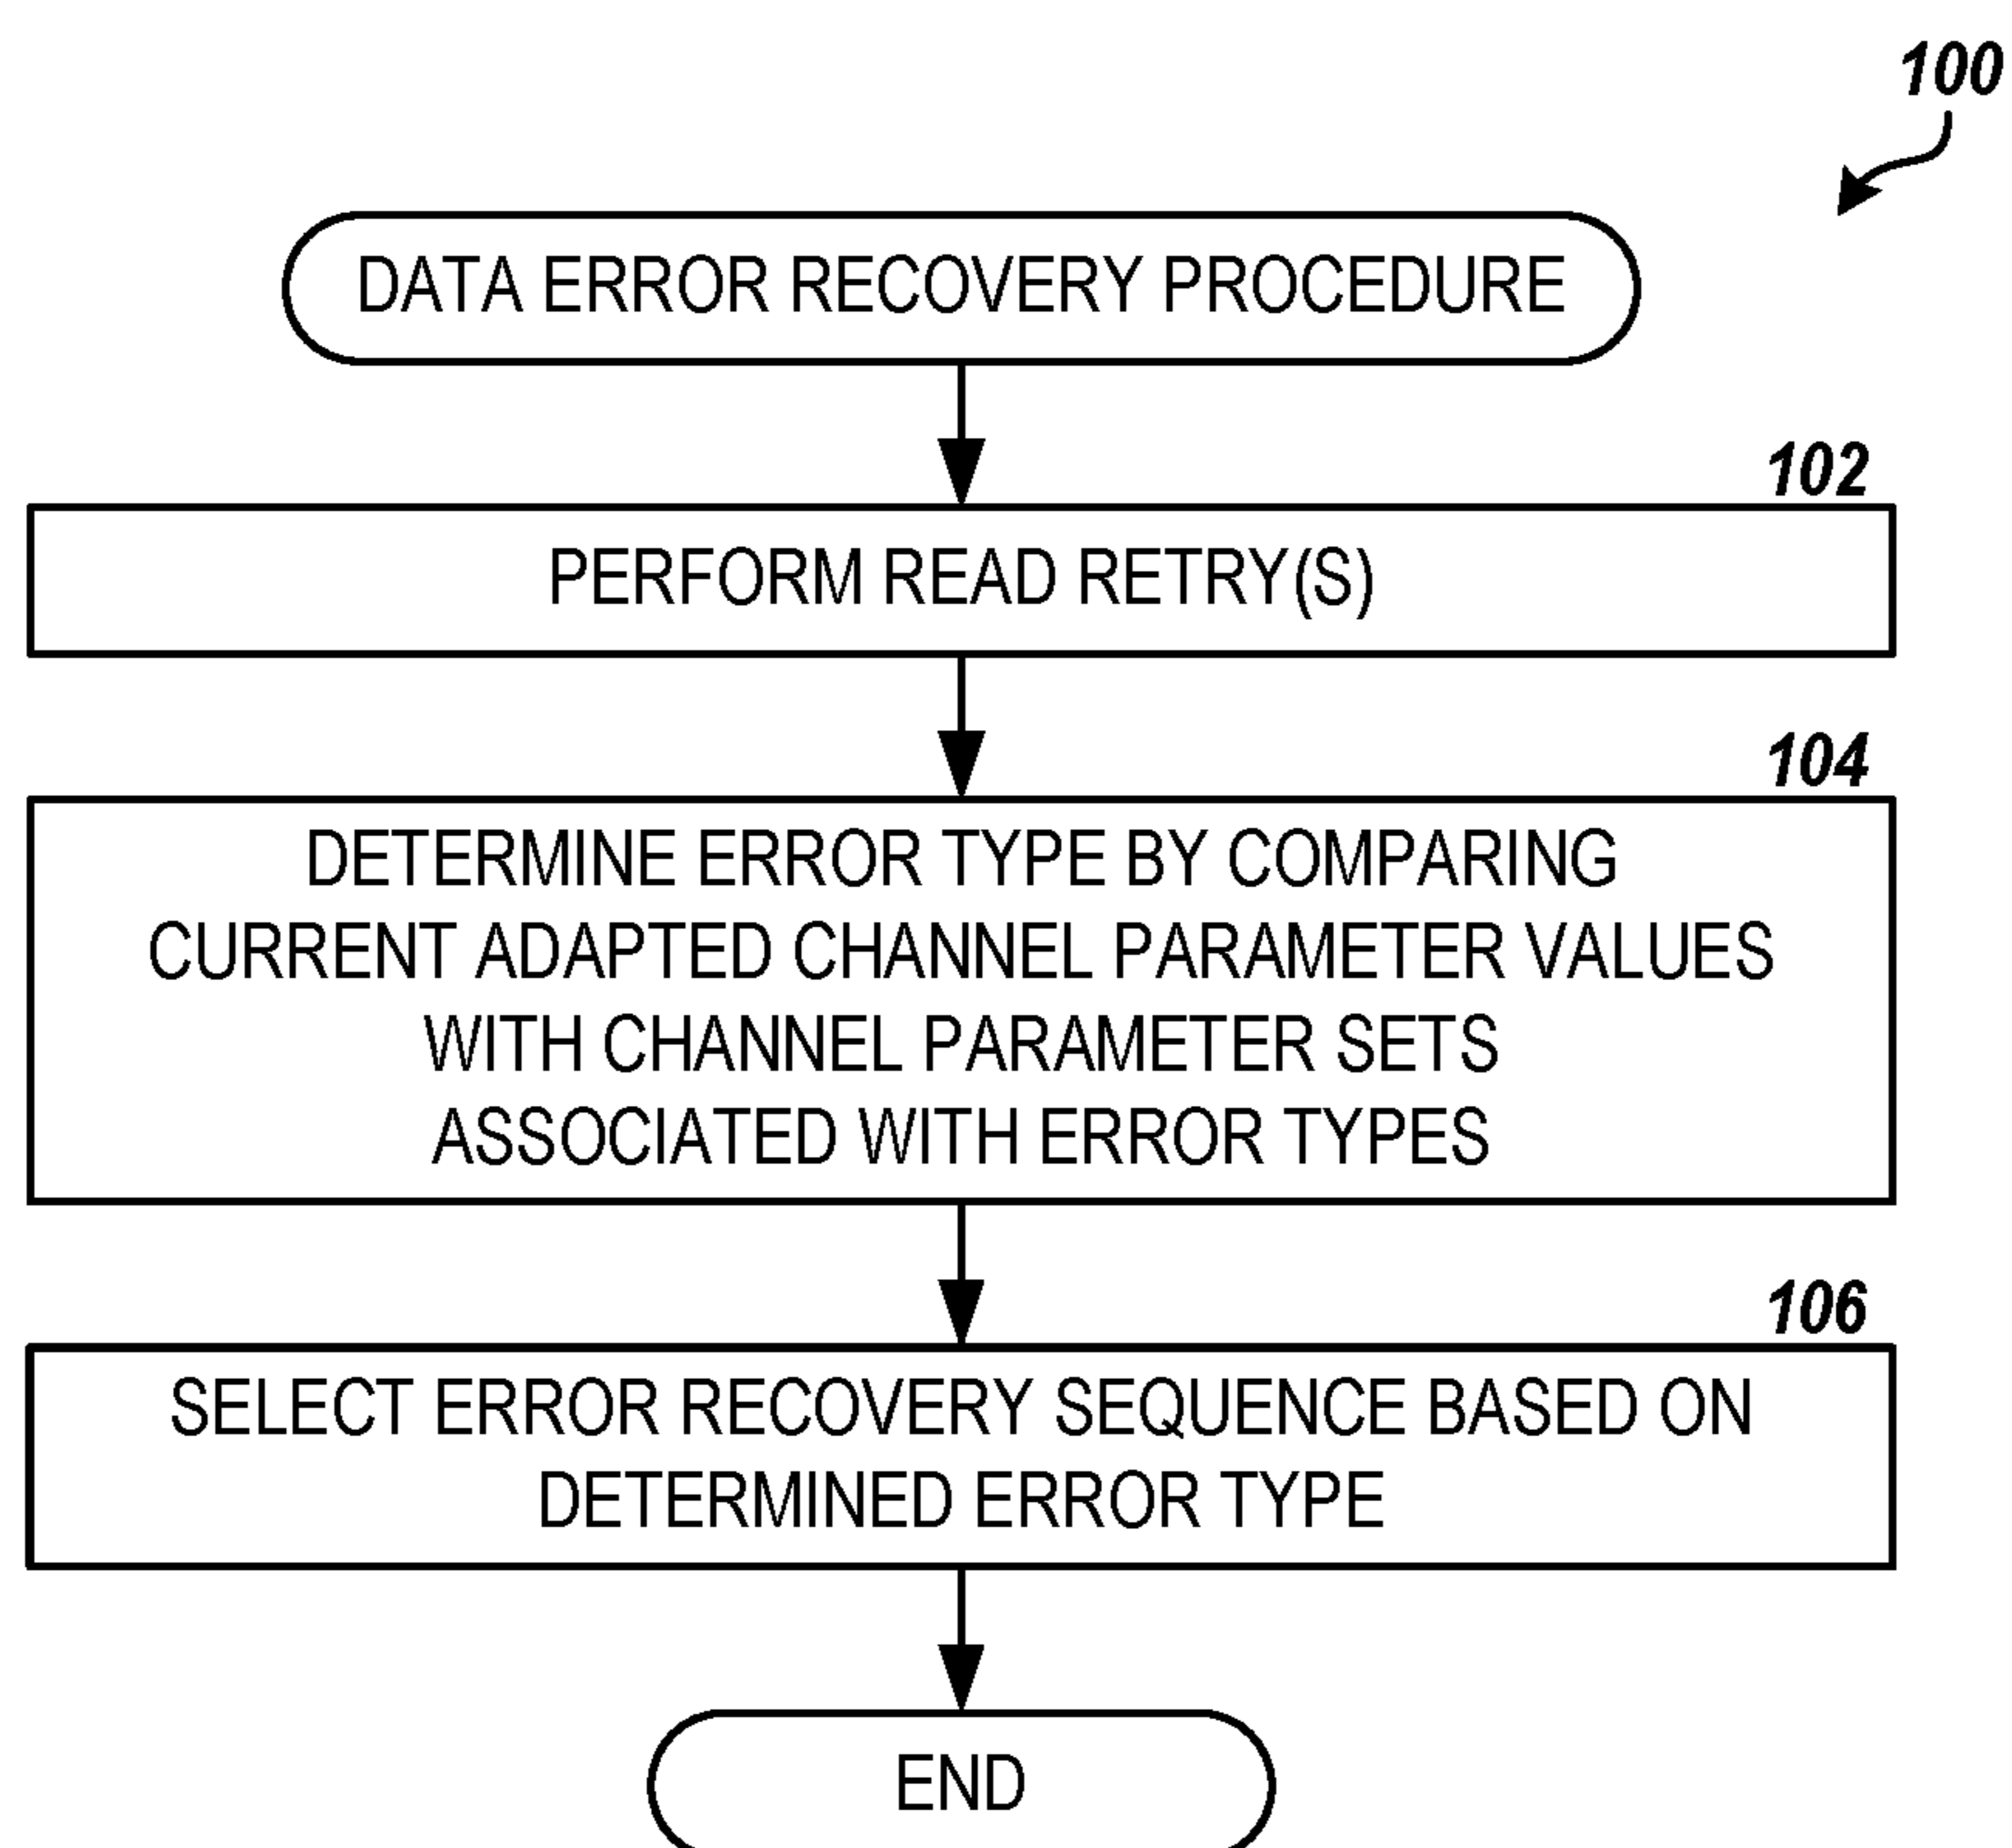 100
DATA ERROR RECOVERY PROCEDURE
102
PERFORM READ RETRY(S)
104
DETERMINE ERROR TYPE BY COMPARING
CURRENT ADAPTED CHANNEL PARAMETER VALUES
WITH CHANNEL PARAMETER SETS
ASSOCIATED WITH ERROR TYPES
106
SELECT ERROR RECOVERY SEQUENCE BASED ON
DETERMINED ERROR TYPE
END